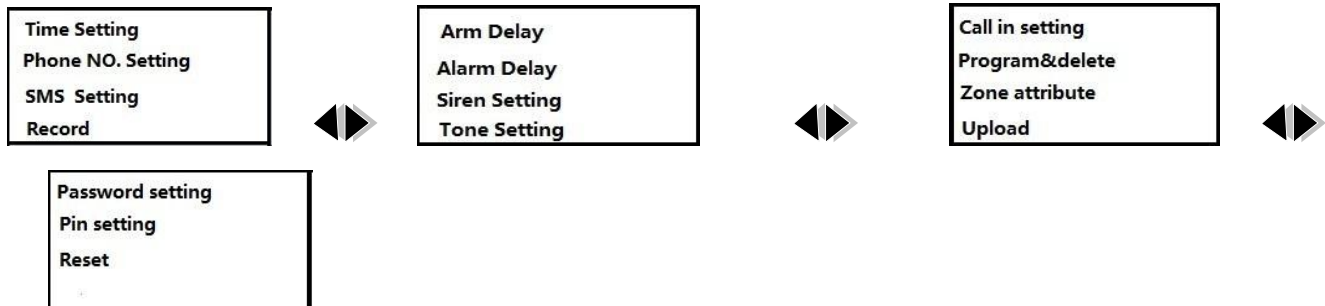 Time Setting
Phone NO. Setting
SMS Setting
Record
Arm Delay
Alarm Delay
Siren Setting
Tone Setting
Call in setting
Program&delete
Zone attribute
Upload
Password setting
Pin setting
Reset